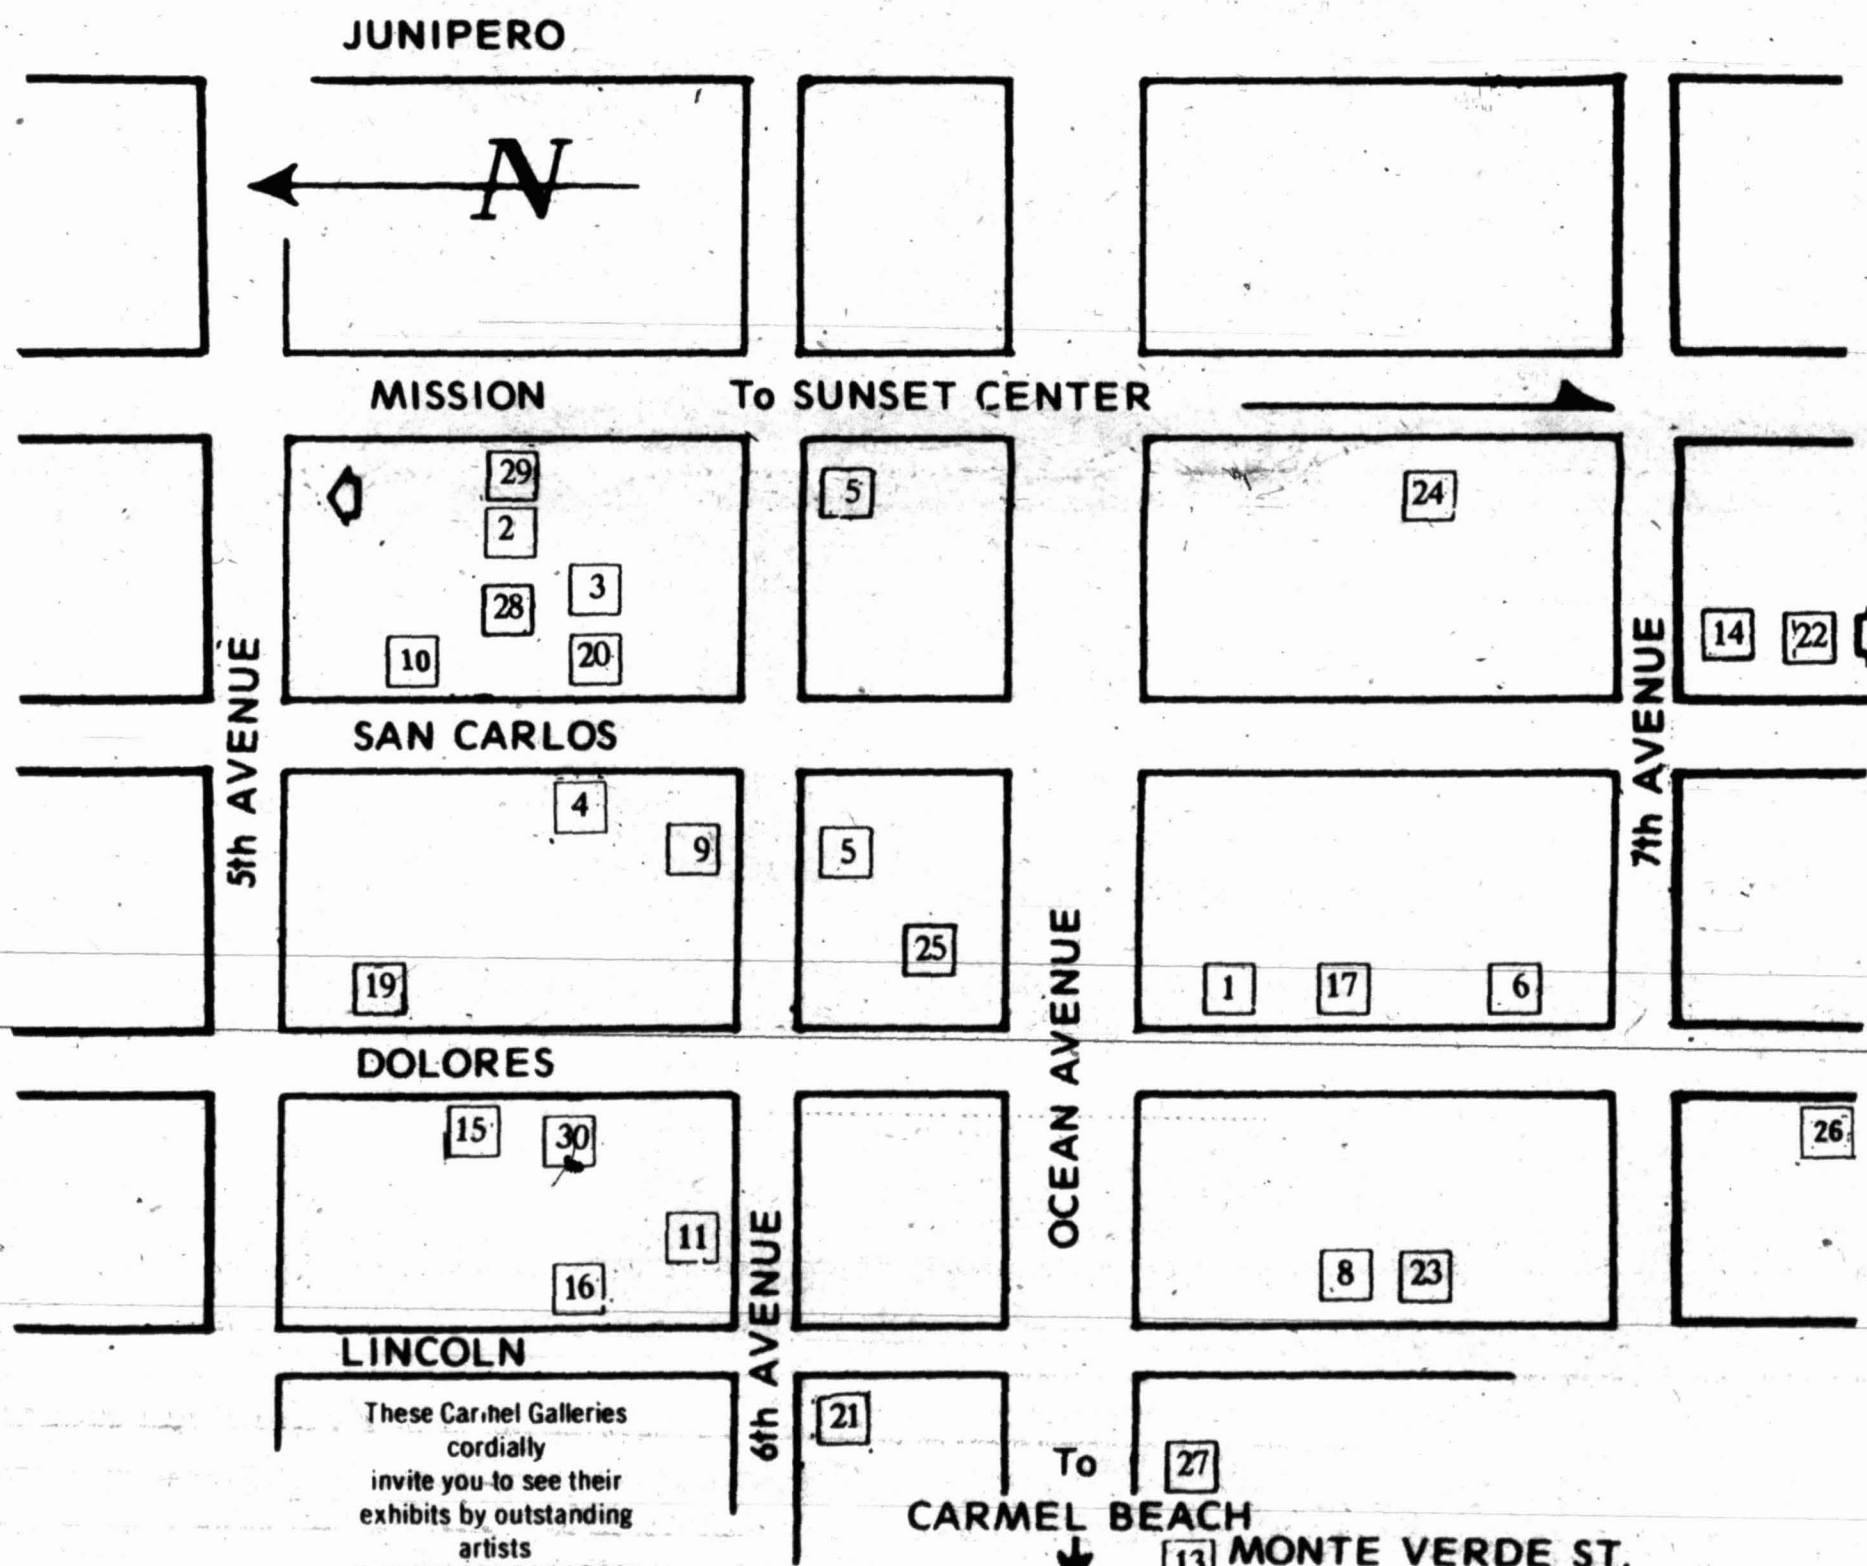 JUNIPERO
N
MISSION
To SUNSET CENTER
29
5
24
2
3
28
14
22
10
20
5th AVENUE
7th AVENUE
SAN CARLOS
4
9
5
25
19
1
17
6
OCEAN AVENUE
DOLORES
15
30
26
11
16
8
23
6th AVENUE
LINCOLN
These Carmel Galleries
cordially
invite you to see their
exhibits by outstanding
artists
21
To
27
CARMEL BEACH
13
MONTE VERDE ST.